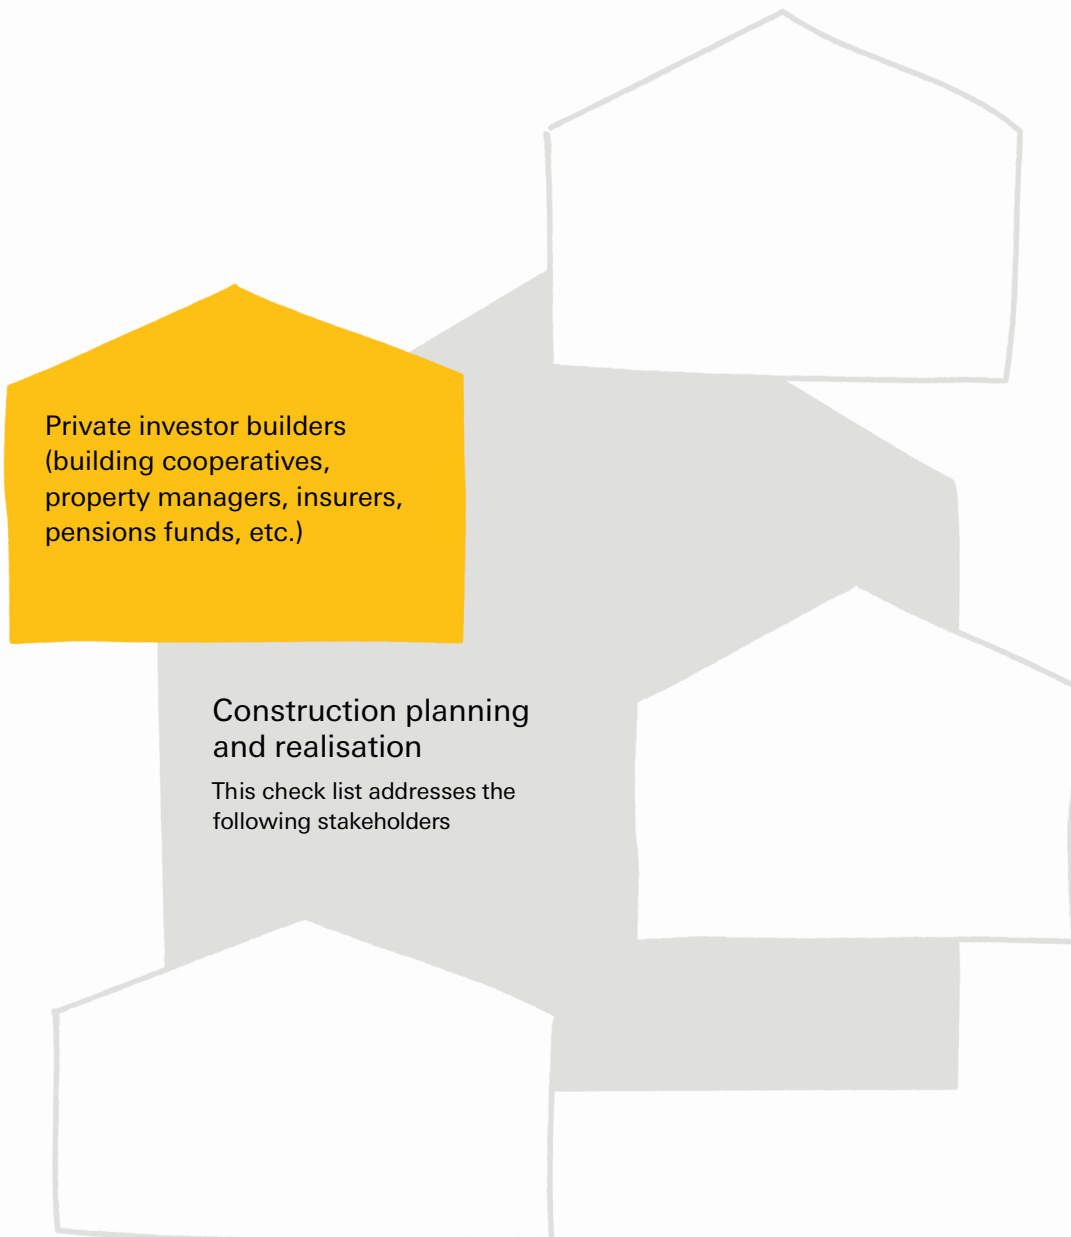 Private investor builders
(building cooperatives,
property managers, insurers,
pensions funds, etc.)
Construction planning
and realisation
This check list addresses the
following stakeholders